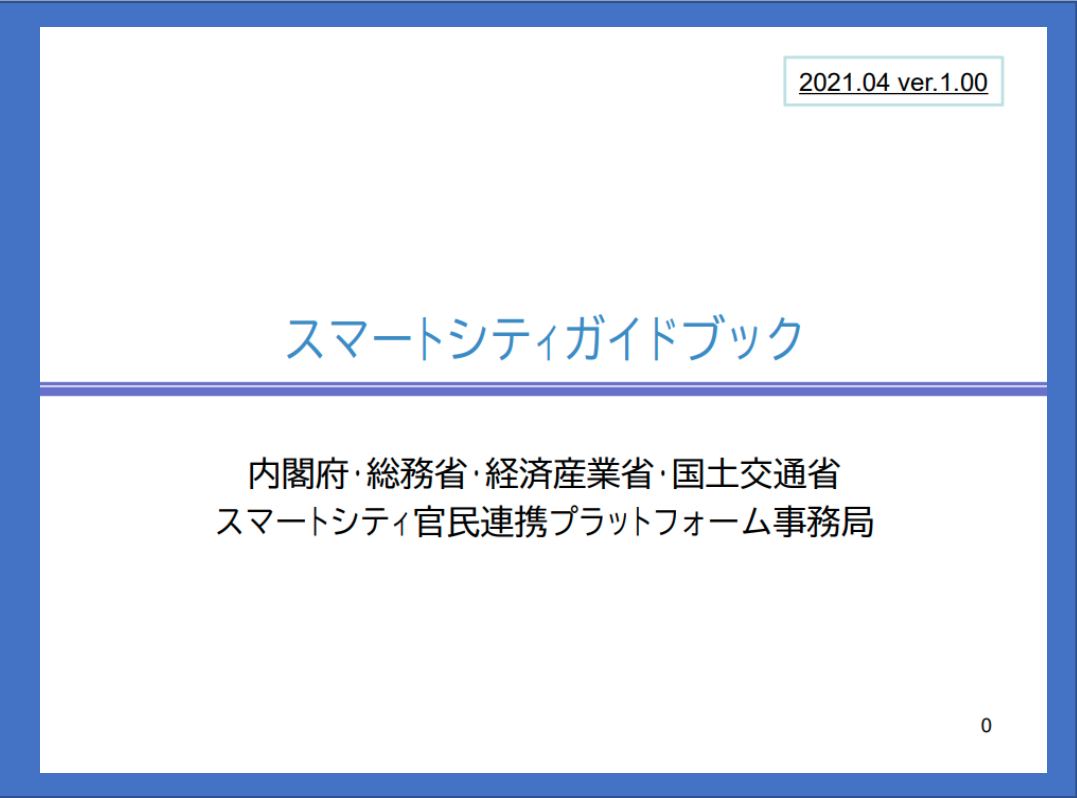 2021.04 ver.1.00
スマートシティガイドブック
内閣府・総務省・経済産業省・国土交通省
スマートシティ官民連携プラットフォーム事務局
0